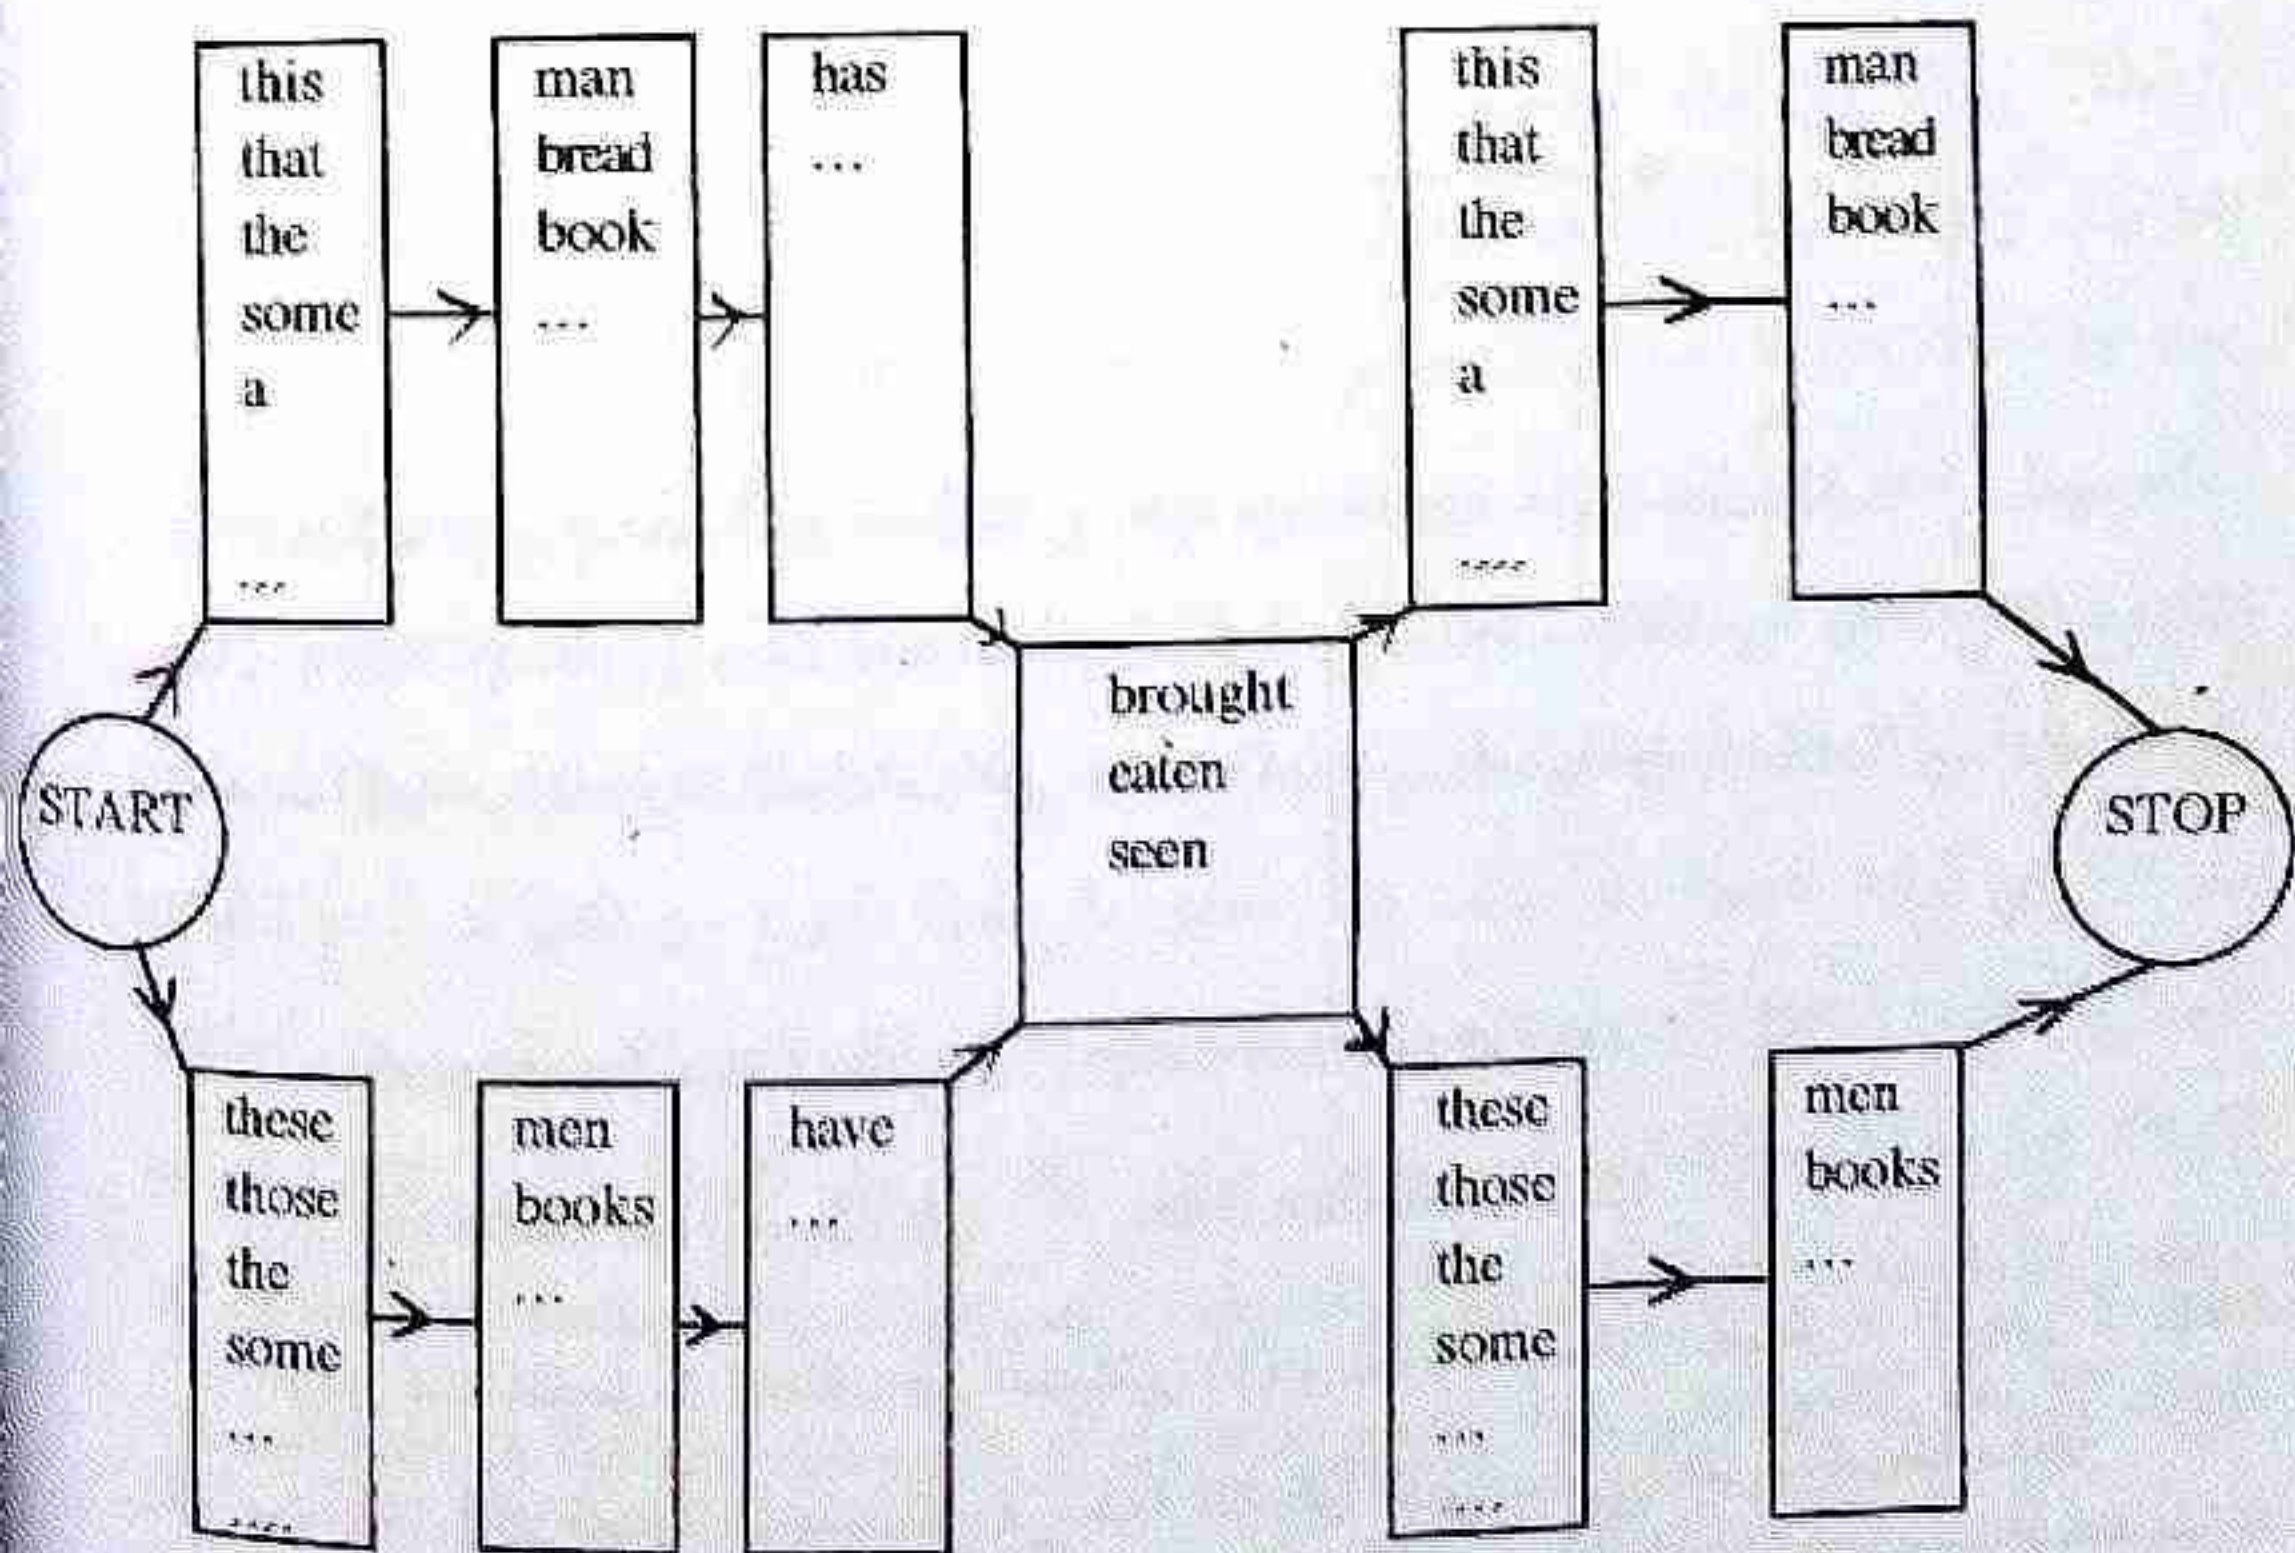 this
that
the
some
a
...
man
bread
book
...
has
...
this
that
the
some
a
....
man
bread
book
...
START
brought
eaten
seen
STOP
these
those
the
some
...
....
men
books
...
have
...
these
those
the
some
...
....
men
books
...